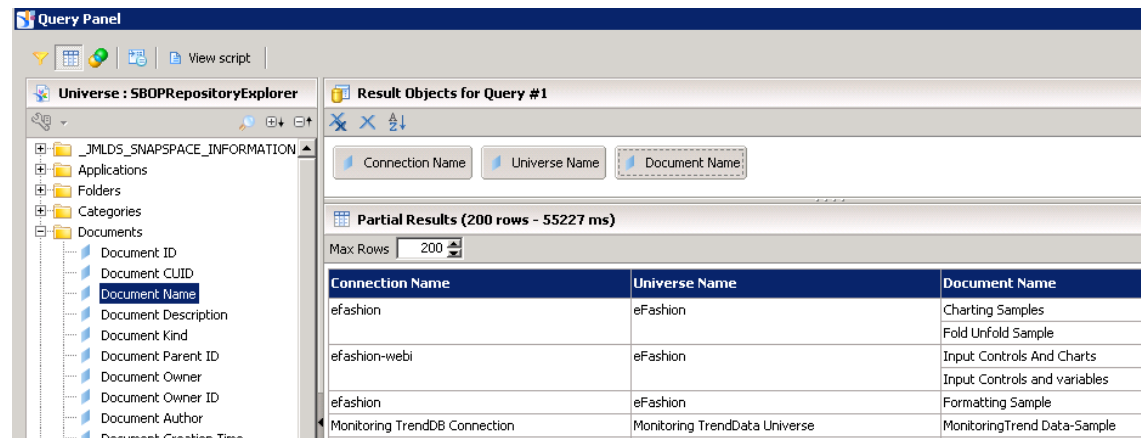 Query Panel
View script
Universe : SBOPRepositoryExplorer
Result Objects for Query #1
_JMLDS_SNAPSPACE_INFORMATION
Applications
Folders
Categories
Documents
Document ID
Document CUID
Document Name
Document Description
Document Kind
Document Parent ID
Document Owner
Document Owner ID
Document Author
Document Creation Time
Connection Name Universe Name Document Name
Partial Results (200 rows - 55227 ms)
Max Rows 200
Connection Name Universe Name Document Name
efashion eFashion Charting Samples
Fold Unfold Sample
efashion-webi eFashion Input Controls And Charts
Input Controls and variables
efashion eFashion Formatting Sample
Monitoring TrendDB Connection Monitoring TrendData Universe MonitoringTrend Data-Sample